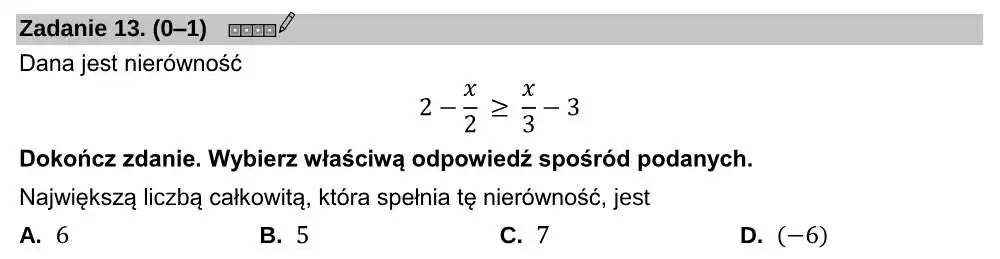 Zadanie 13. (0–1)
Dana jest nierówność
2 − x/2 ≥ x/3 − 3
Dokończ zdanie. Wybierz właściwą odpowiedź spośród podanych.
Największą liczbą całkowitą, która spełnia tę nierówność, jest
A. 6 B. 5 C. 7 D. (−6)